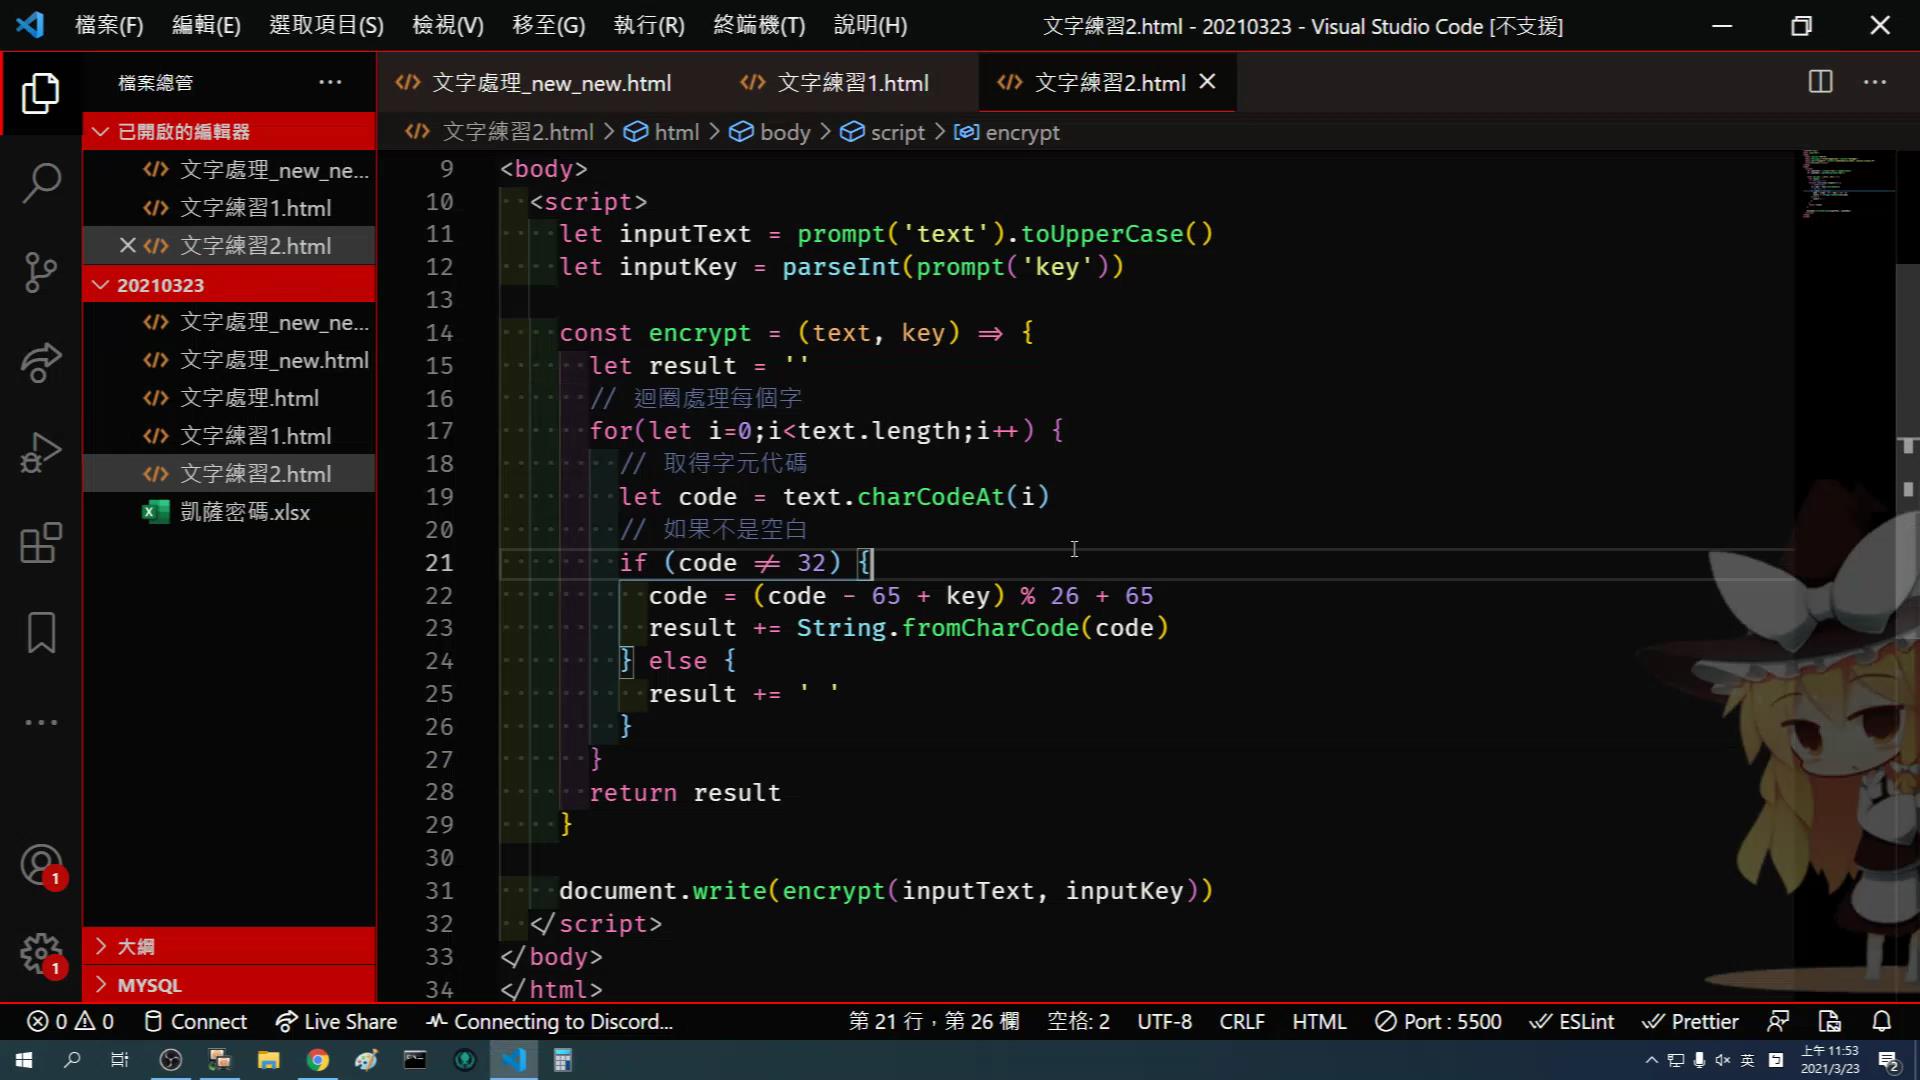 檔案(F) 編輯(E) 選取項目(S) 檢視(V) 移至(G) 執行(R) 終端機(T) 說明(H) 文字練習2.html - 20210323 - Visual Studio Code [不支援]
檔案總管
文字處理_new_new.html 文字練習1.html 文字練習2.html
已開啟的編輯器
文字處理_new_ne...
文字練習1.html
文字練習2.html
20210323
文字處理_new_ne...
文字處理_new.html
文字處理.html
文字練習1.html
文字練習2.html
凱薩密碼.xlsx
大綱
MYSQL
1
1
文字練習2.html > html > body > script > encrypt
9 <body>
10 <script>
11 let inputText = prompt('text').toUpperCase()
12 let inputKey = parseInt(prompt('key'))
13
14 const encrypt = (text, key) => {
15 let result = ''
16 // 迴圈處理每個字
17 for(let i=0;i<text.length;i++) {
18 // 取得字元代碼
19 let code = text.charCodeAt(i)
20 // 如果不是空白
21 if (code != 32) {
22 code = (code - 65 + key) % 26 + 65
23 result += String.fromCharCode(code)
24 } else {
25 result += ' '
26 }
27 }
28 return result
29 }
30
31 document.write(encrypt(inputText, inputKey))
32 </script>
33 </body>
34 </html>
0 0 Connect Live Share Connecting to Discord... 第 21 行，第 26 欄 空格: 2 UTF-8 CRLF HTML Port : 5500 ESLint Prettier
英 上午 11:53
2021/3/23
2